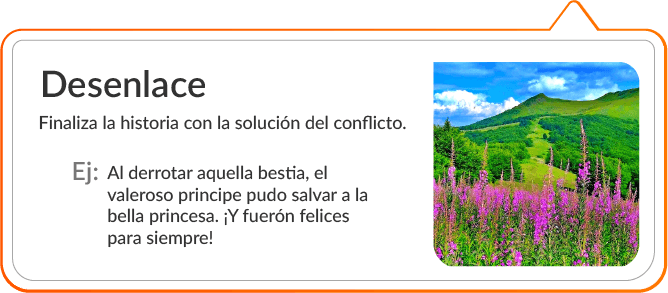 Desenlace
Finaliza la historia con la solución del conflicto.
Ej: Al derrotar aquella bestia, el
valeroso principe pudo salvar a la
bella princesa. ¡Y fuerón felices
para siempre!